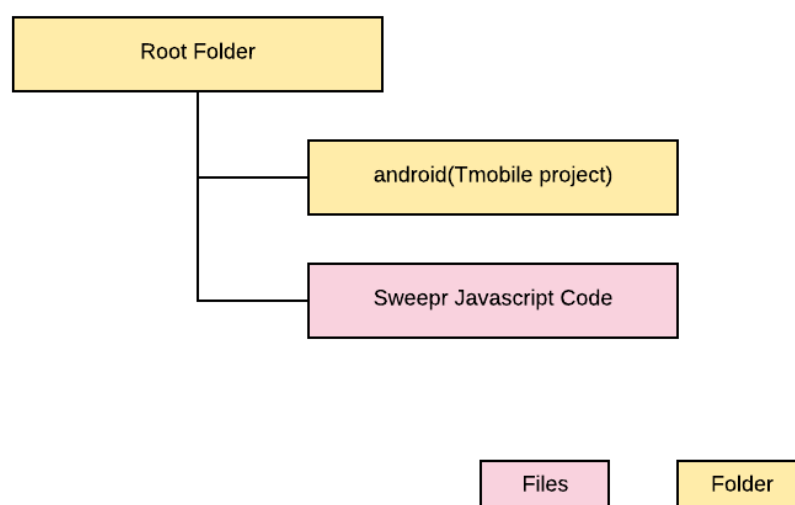 Root Folder
android(Tmobile project)
Sweepr Javascript Code
Files
Folder